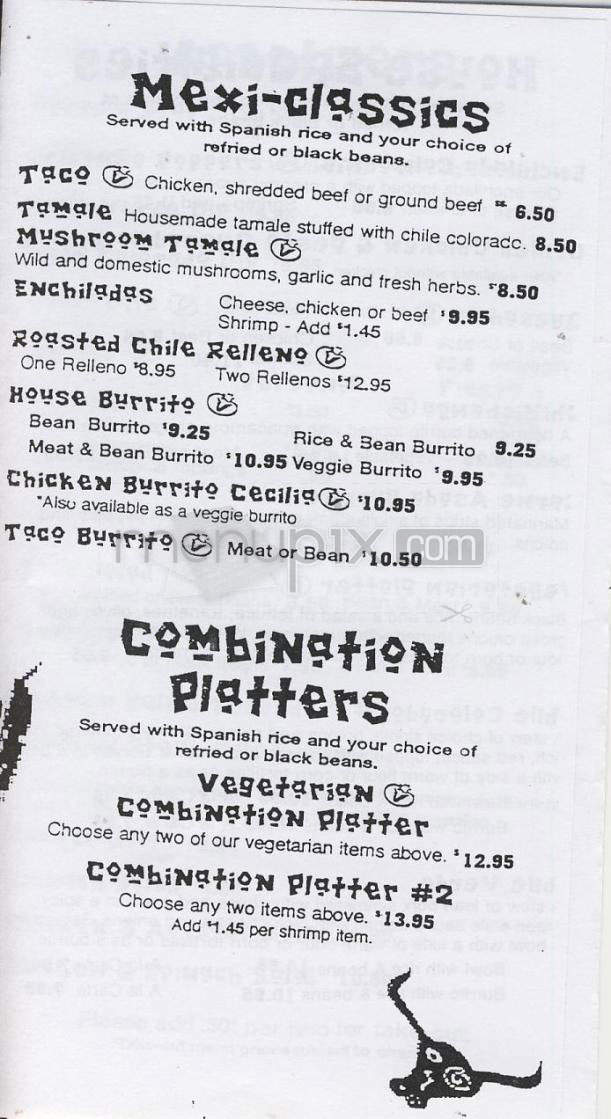 Mexi-classics
Served with Spanish rice and your choice of
refried or black beans.
Taco Chicken, shredded beef or ground beef 6.50
Tamale Housemade tamale stuffed with chile colorado. 8.50
Mushroom Tamale
Wild and domestic mushrooms, garlic and fresh herbs. $8.50
Enchiladas Cheese, chicken or beef $9.95
Shrimp - Add $1.45
Roasted Chile Relleno
One Relleno $8.95 Two Rellenos $12.95
House Burrito
Bean Burrito $9.25 Rice & Bean Burrito 9.25
Meat & Bean Burrito $10.95 Veggie Burrito $9.95
Chicken Burrito Cecilia $10.95
*Also available as a veggie burrito
Taco Burrito Meat or Bean $10.50
menupix.com
Combination
Platters
Served with Spanish rice and your choice of
refried or black beans.
Vegetarian
Combination Platter
Choose any two of our vegetarian items above. $12.95
Combination Platter #2
Choose any two items above. $13.95
Add $1.45 per shrimp item.